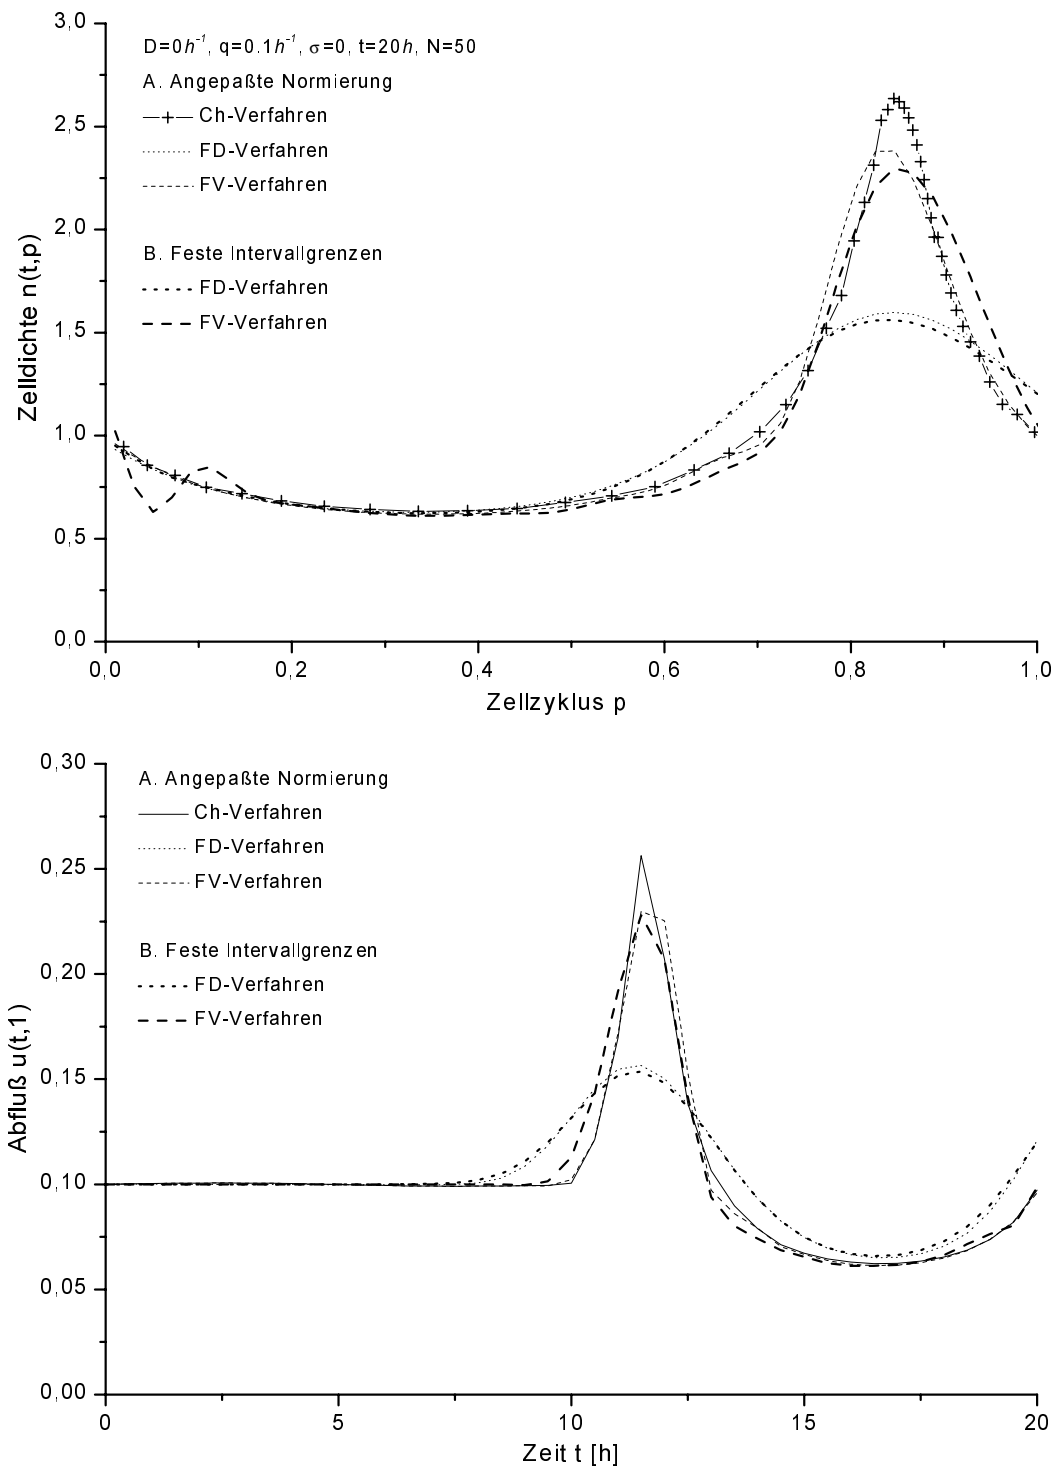 3,0
2,5
2,0
1,5
1,0
0,5
0,0
Zelldichte n(t,p)
D=0h⁻¹, q=0.1h⁻¹, σ=0, t=20h, N=50
A. Angepaßte Normierung
Ch-Verfahren
FD-Verfahren
FV-Verfahren
B. Feste Intervallgrenzen
FD-Verfahren
FV-Verfahren
0,0 0,2 0,4 0,6 0,8 1,0
Zellzyklus p
0,30
0,25
0,20
0,15
0,10
0,05
0,00
Abfluß u(t,1)
A. Angepaßte Normierung
Ch-Verfahren
FD-Verfahren
FV-Verfahren
B. Feste Intervallgrenzen
FD-Verfahren
FV-Verfahren
0 5 10 15 20
Zeit t [h]